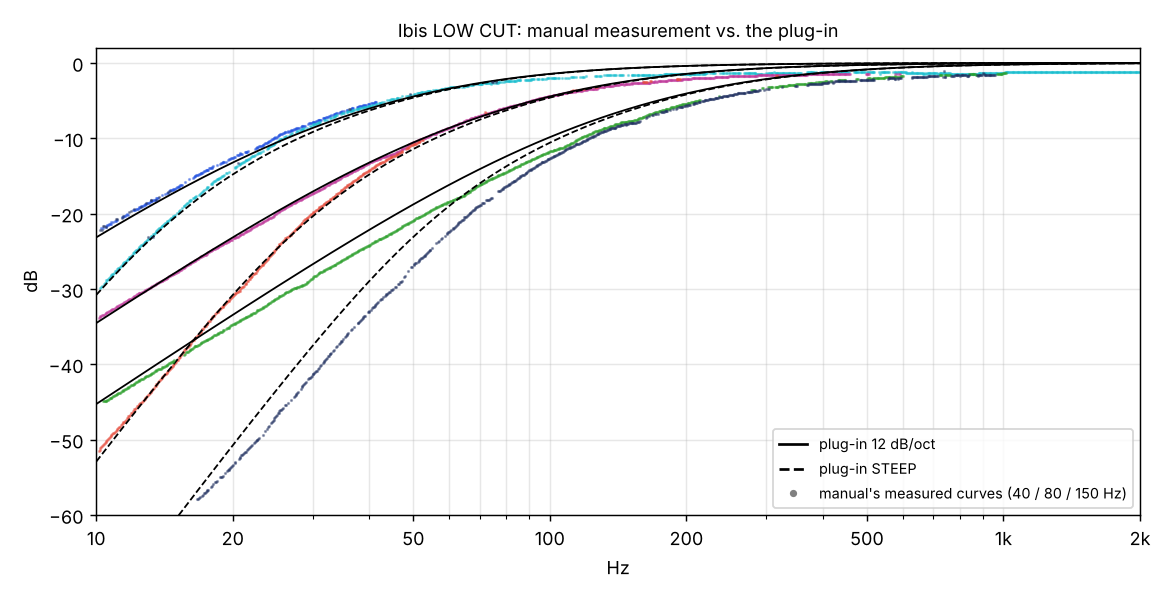 Ibis LOW CUT: manual measurement vs. the plug-in
0
−10
−20
−30
−40
−50
−60
dB
10
20
50
100
200
500
1k
2k
Hz
plug-in 12 dB/oct
plug-in STEEP
manual's measured curves (40 / 80 / 150 Hz)